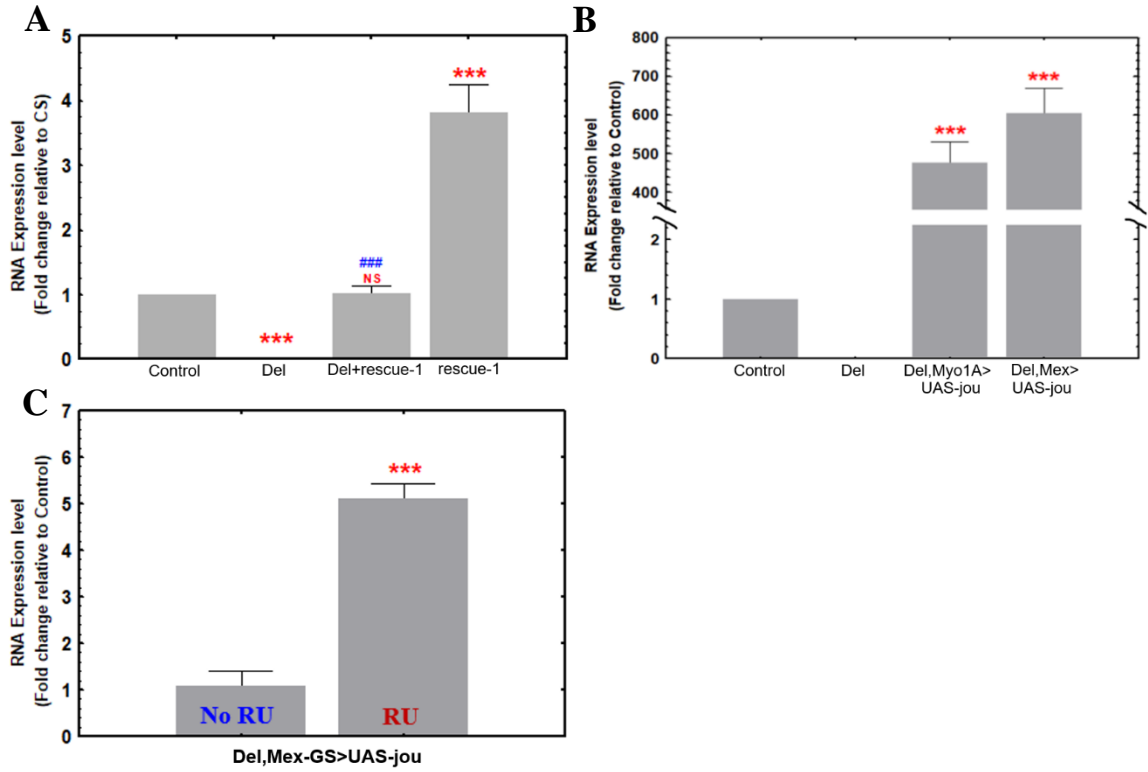 A
RNA Expression level
(Fold change relative to CS)
5
4
3
2
1
0
***
***
###
NS
Control
Del
Del+rescue-1
rescue-1
B
RNA Expression level
(Fold change relative to Control)
800
700
600
500
400
2
1
0
***
***
Control
Del
Del,Myo1A>
UAS-jou
Del,Mex>
UAS-jou
C
RNA Expression level
(Fold change relative to Control)
7
6
5
4
3
2
1
0
***
No RU
RU
Del,Mex-GS>UAS-jou